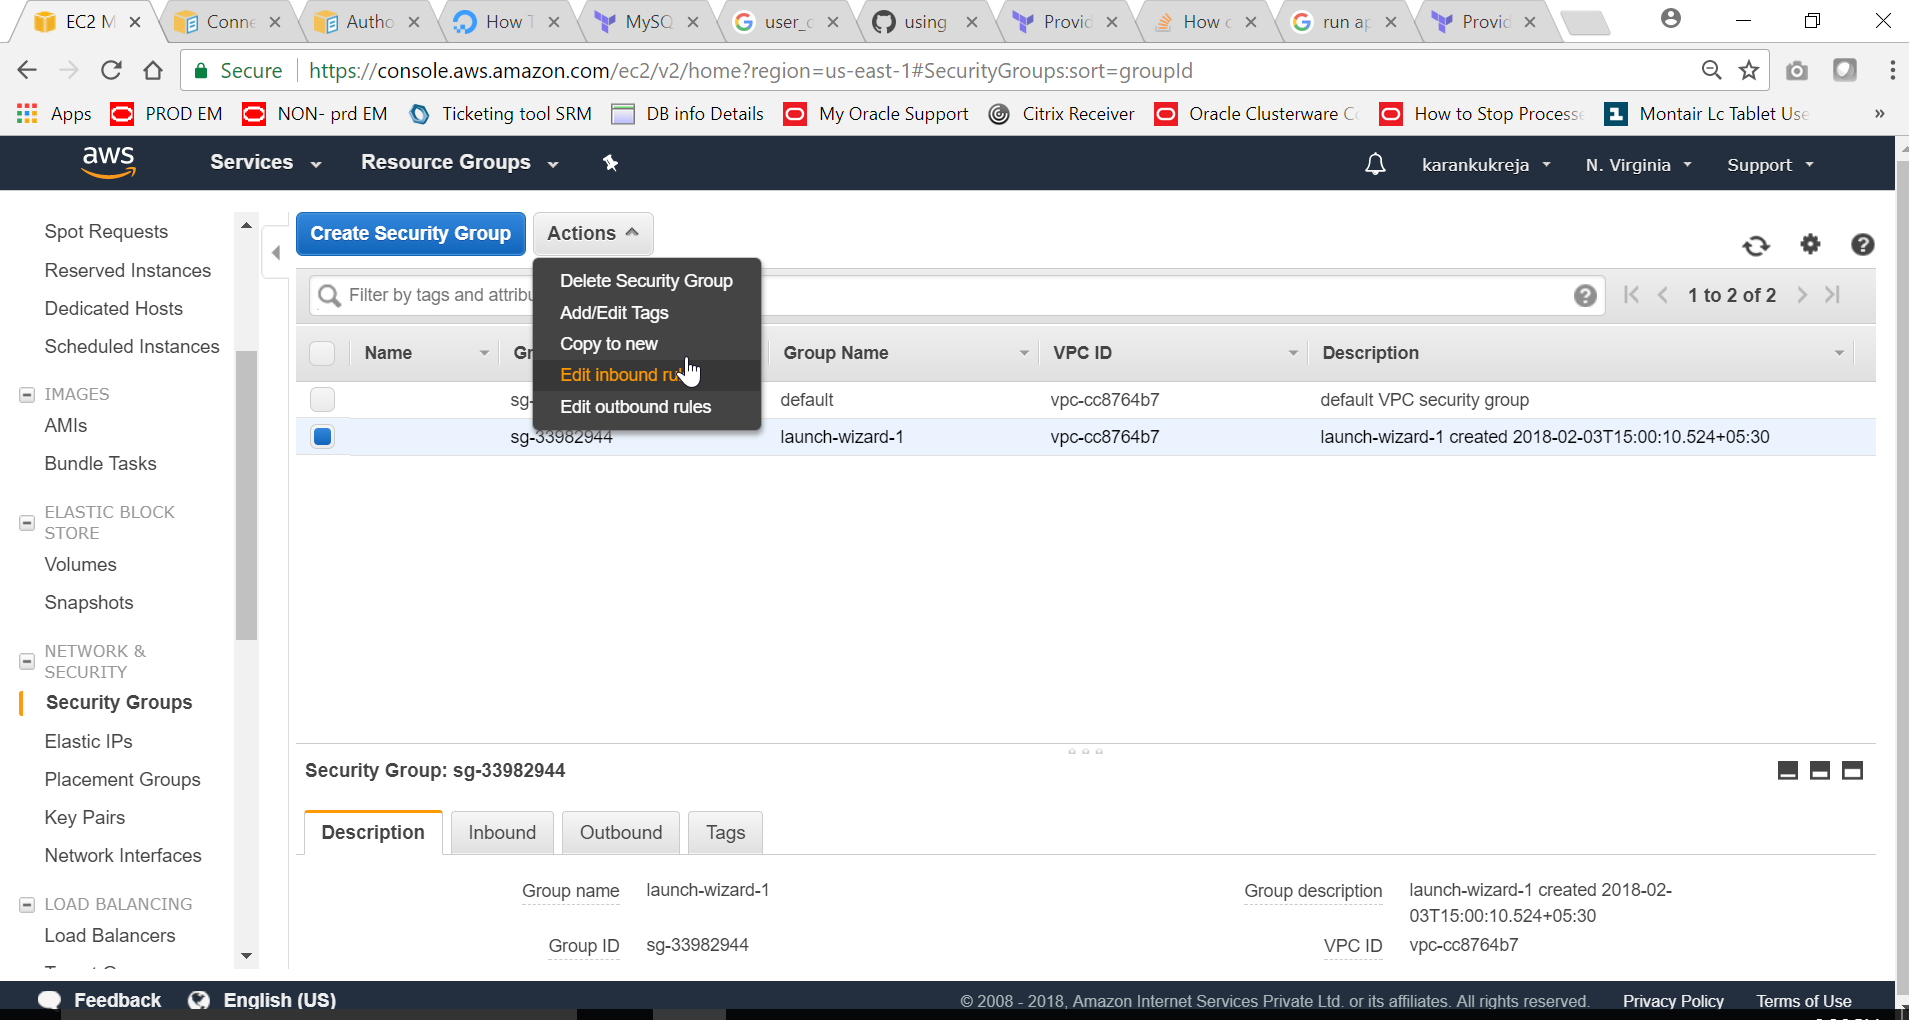 EC2 M
Conne
Autho
How T
MySQ
user_c
using
Provid
How c
run ap
Provid
Secure
https://console.aws.amazon.com/ec2/v2/home?region=us-east-1#SecurityGroups:sort=groupId
Apps
PROD EM
NON- prd EM
Ticketing tool SRM
DB info Details
My Oracle Support
Citrix Receiver
Oracle Clusterware C
How to Stop Processe
Montair Lc Tablet Use
»
aws
Services
Resource Groups
karankukreja
N. Virginia
Support
Spot Requests
Reserved Instances
Dedicated Hosts
Scheduled Instances
IMAGES
AMIs
Bundle Tasks
ELASTIC BLOCK
STORE
Volumes
Snapshots
NETWORK &
SECURITY
Security Groups
Elastic IPs
Placement Groups
Key Pairs
Network Interfaces
LOAD BALANCING
Load Balancers
Create Security Group
Actions
Delete Security Group
Add/Edit Tags
Copy to new
Edit inbound ru
Edit outbound rules
Filter by tags and attribu
1 to 2 of 2
Name
Gr
Group Name
VPC ID
Description
sg-
default
vpc-cc8764b7
default VPC security group
sg-33982944
launch-wizard-1
vpc-cc8764b7
launch-wizard-1 created 2018-02-03T15:00:10.524+05:30
Security Group: sg-33982944
Description
Inbound
Outbound
Tags
Group name
launch-wizard-1
Group description
launch-wizard-1 created 2018-02-
03T15:00:10.524+05:30
Group ID
sg-33982944
VPC ID
vpc-cc8764b7
Feedback
English (US)
© 2008 - 2018, Amazon Internet Services Private Ltd. or its affiliates. All rights reserved.
Privacy Policy
Terms of Use